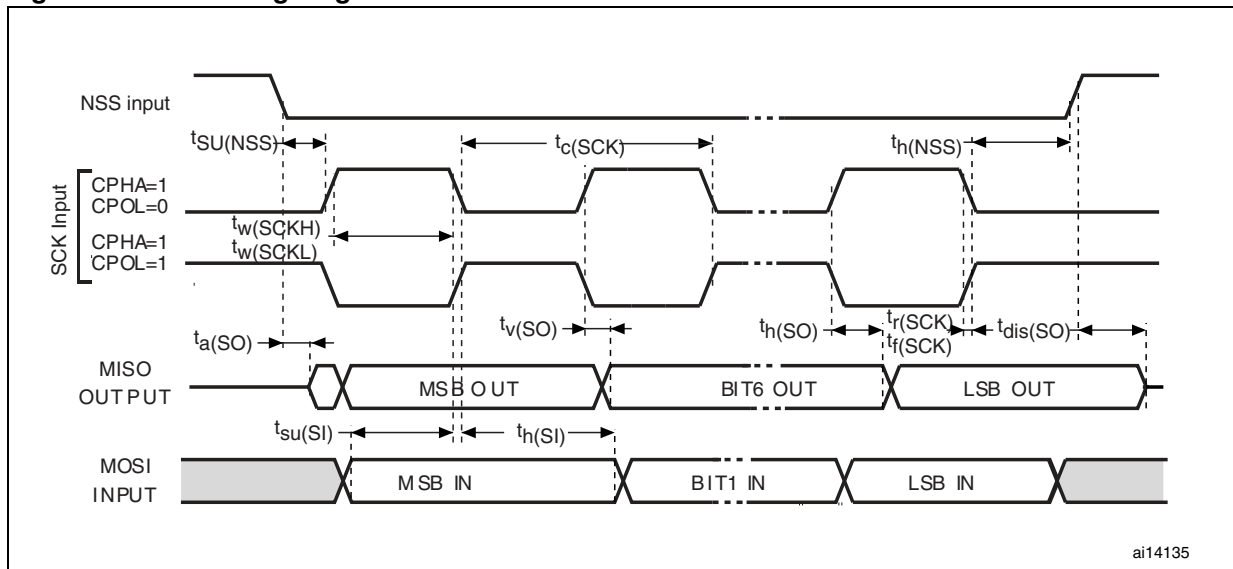 NSS input
tSU(NSS)
tc(SCK)
th(NSS)
SCK Input
CPHA=1
CPOL=0
tw(SCKH)
tw(SCKL)
CPHA=1
CPOL=1
ta(SO)
tv(SO)
th(SO)
tr(SCK)
tf(SCK)
tdis(SO)
MISO
OUTPUT
MSB OUT
BIT6 OUT
LSB OUT
tsu(SI)
th(SI)
MOSI
INPUT
MSB IN
BIT1 IN
LSB IN
ai14135